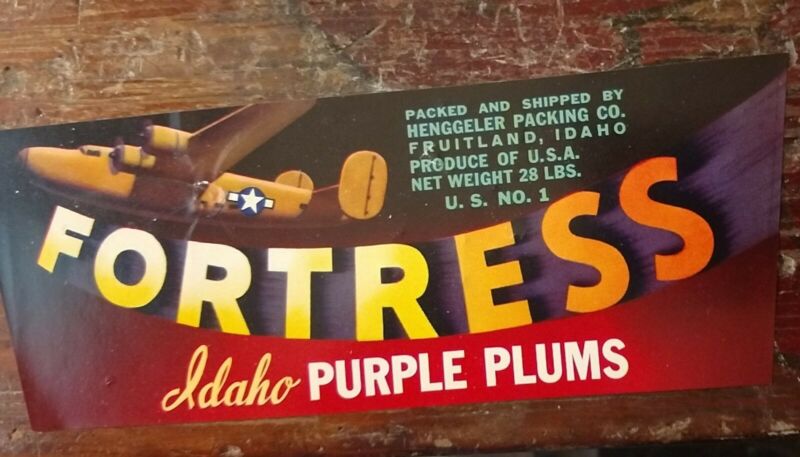 PACKED AND SHIPPED BY
HENGGELER PACKING CO.
FRUITLAND, IDAHO
PRODUCE OF U.S.A.
NET WEIGHT 28 LBS.
U. S. NO. 1
FORTRESS
Idaho PURPLE PLUMS